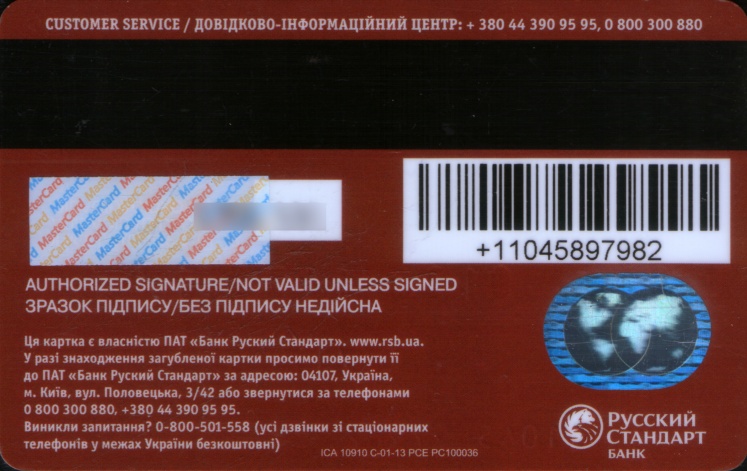 CUSTOMER SERVICE / ДОВІДКОВО-ІНФОРМАЦІЙНИЙ ЦЕНТР: + 380 44 390 95 95, 0 800 300 880
MasterCard MasterCard MasterCard
+11045897982
AUTHORIZED SIGNATURE/NOT VALID UNLESS SIGNED
ЗРАЗОК ПІДПИСУ/БЕЗ ПІДПИСУ НЕДІЙСНА
Ця картка є власністю ПАТ «Банк Руский Стандарт». www.rsb.ua.
У разі знаходження загубленої картки просимо повернути її
до ПАТ «Банк Руский Стандарт» за адресою: 04107, Україна,
м. Київ, вул. Половецька, 3/42 або звернутися за телефонами
0 800 300 880, +380 44 390 95 95.
Виникли запитання? 0-800-501-558 (усі дзвінки зі стаціонарних
телефонів у межах України безкоштовні)
ICA 10910 C-01-13 PCE PC100036
РУССКИЙ
СТАНДАРТ
БАНК